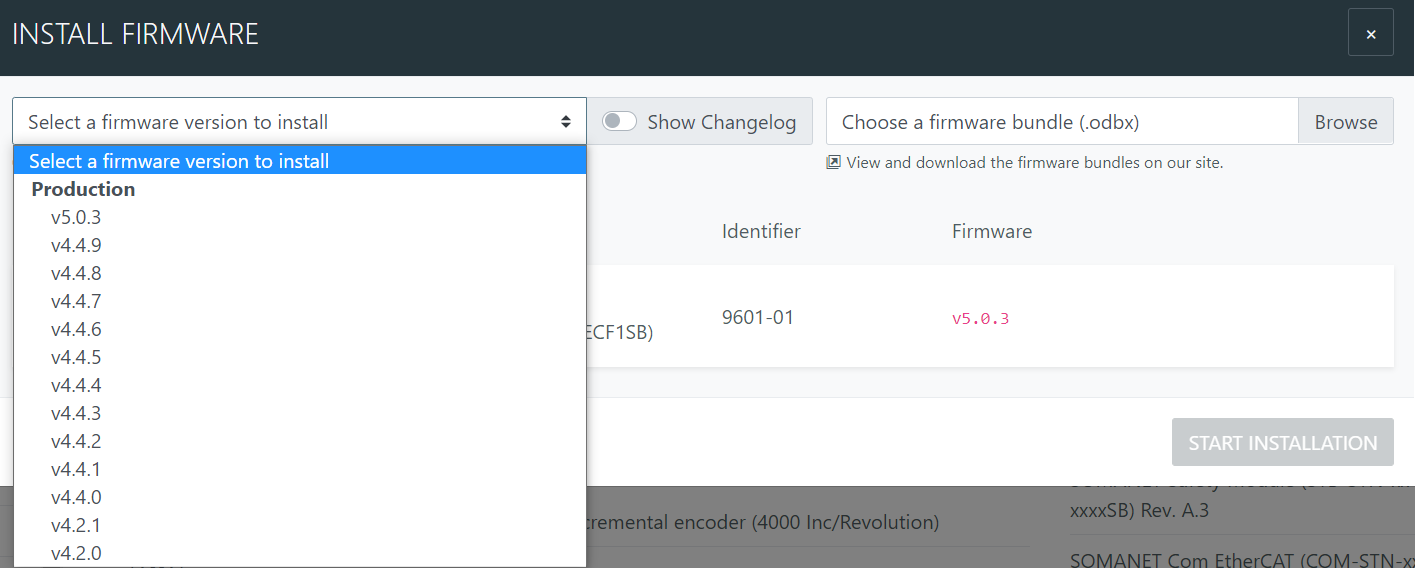 INSTALL FIRMWARE
×
Select a firmware version to install
Show Changelog
Choose a firmware bundle (.odbx)
Browse
View and download the firmware bundles on our site.
Select a firmware version to install
Production
v5.0.3
v4.4.9
v4.4.8
v4.4.7
v4.4.6
v4.4.5
v4.4.4
v4.4.3
v4.4.2
v4.4.1
v4.4.0
v4.2.1
v4.2.0
Identifier
Firmware
ECF1SB)
9601-01
v5.0.3
START INSTALLATION
cremental encoder (4000 Inc/Revolution)
xxxxSB) Rev. A.3
SOMANET Com EtherCAT (COM-STN-xx